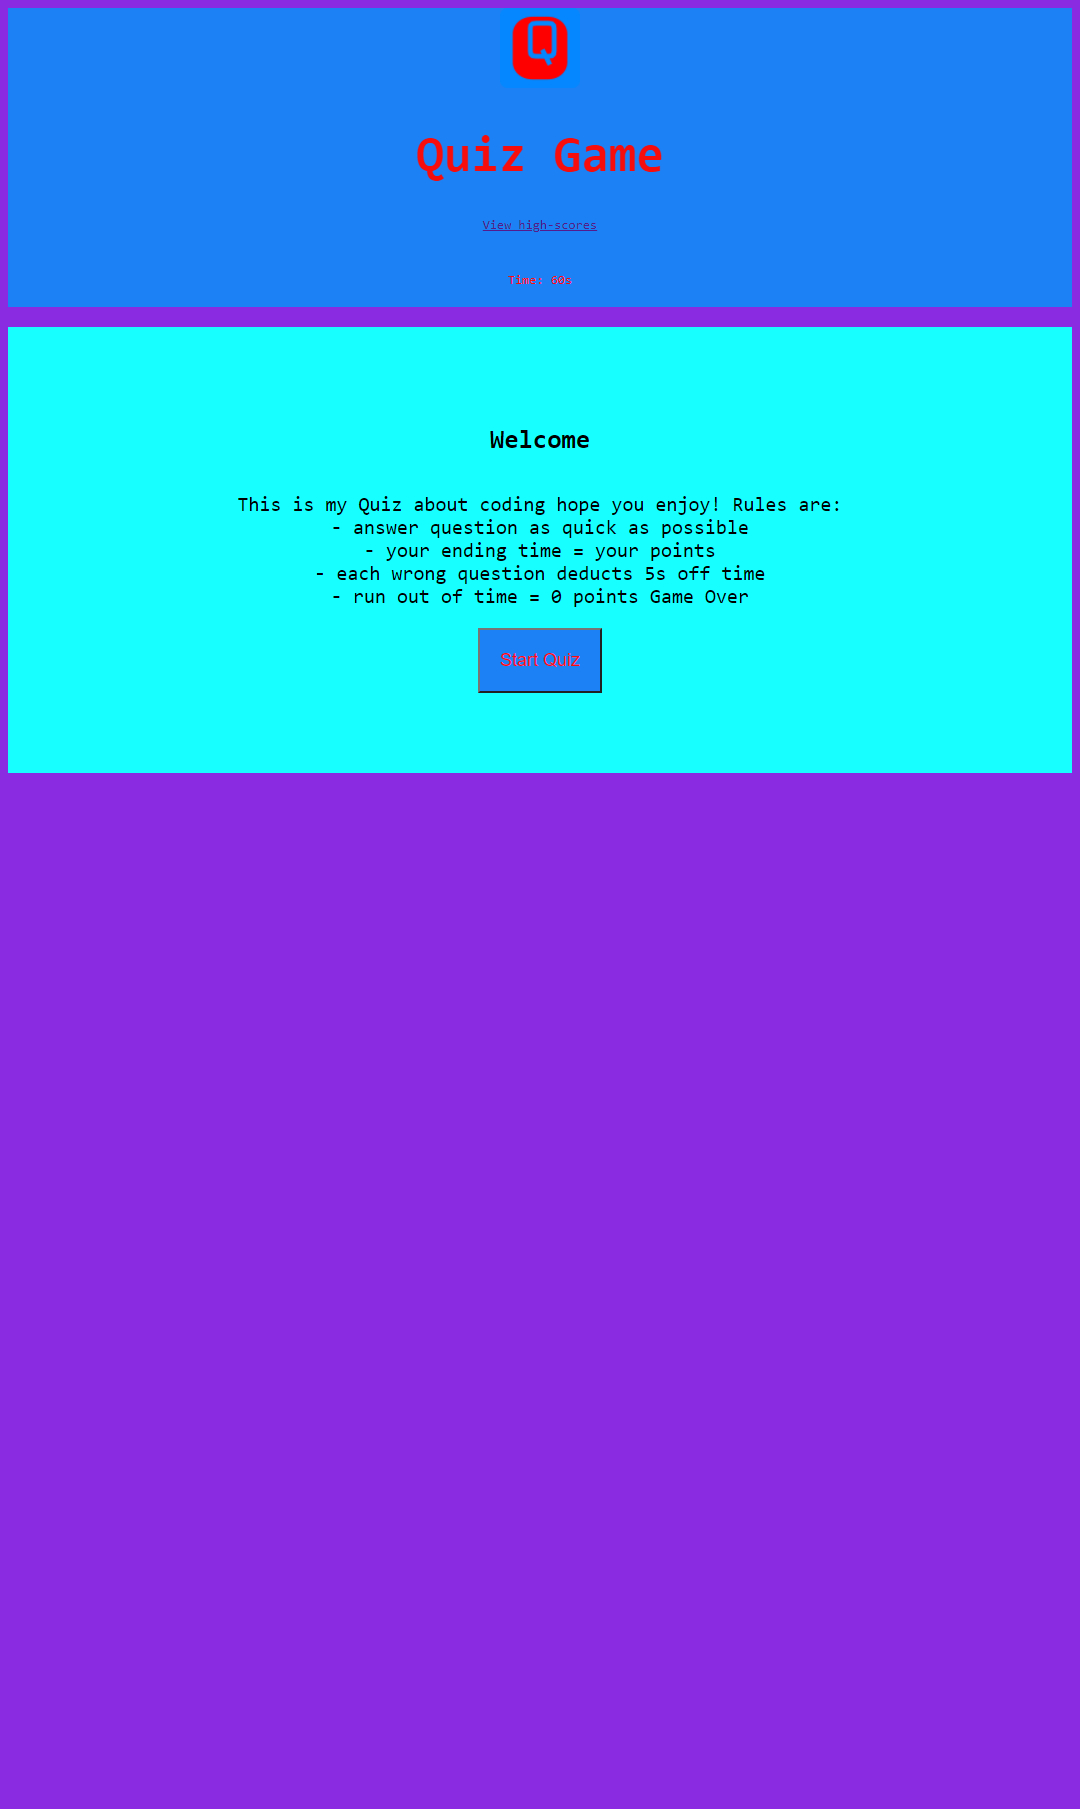 Q
Quiz Game
View high-scores
Time: 60s
Welcome
This is my Quiz about coding hope you enjoy! Rules are:
- answer question as quick as possible
- your ending time = your points
- each wrong question deducts 5s off time
- run out of time = 0 points Game Over
Start Quiz